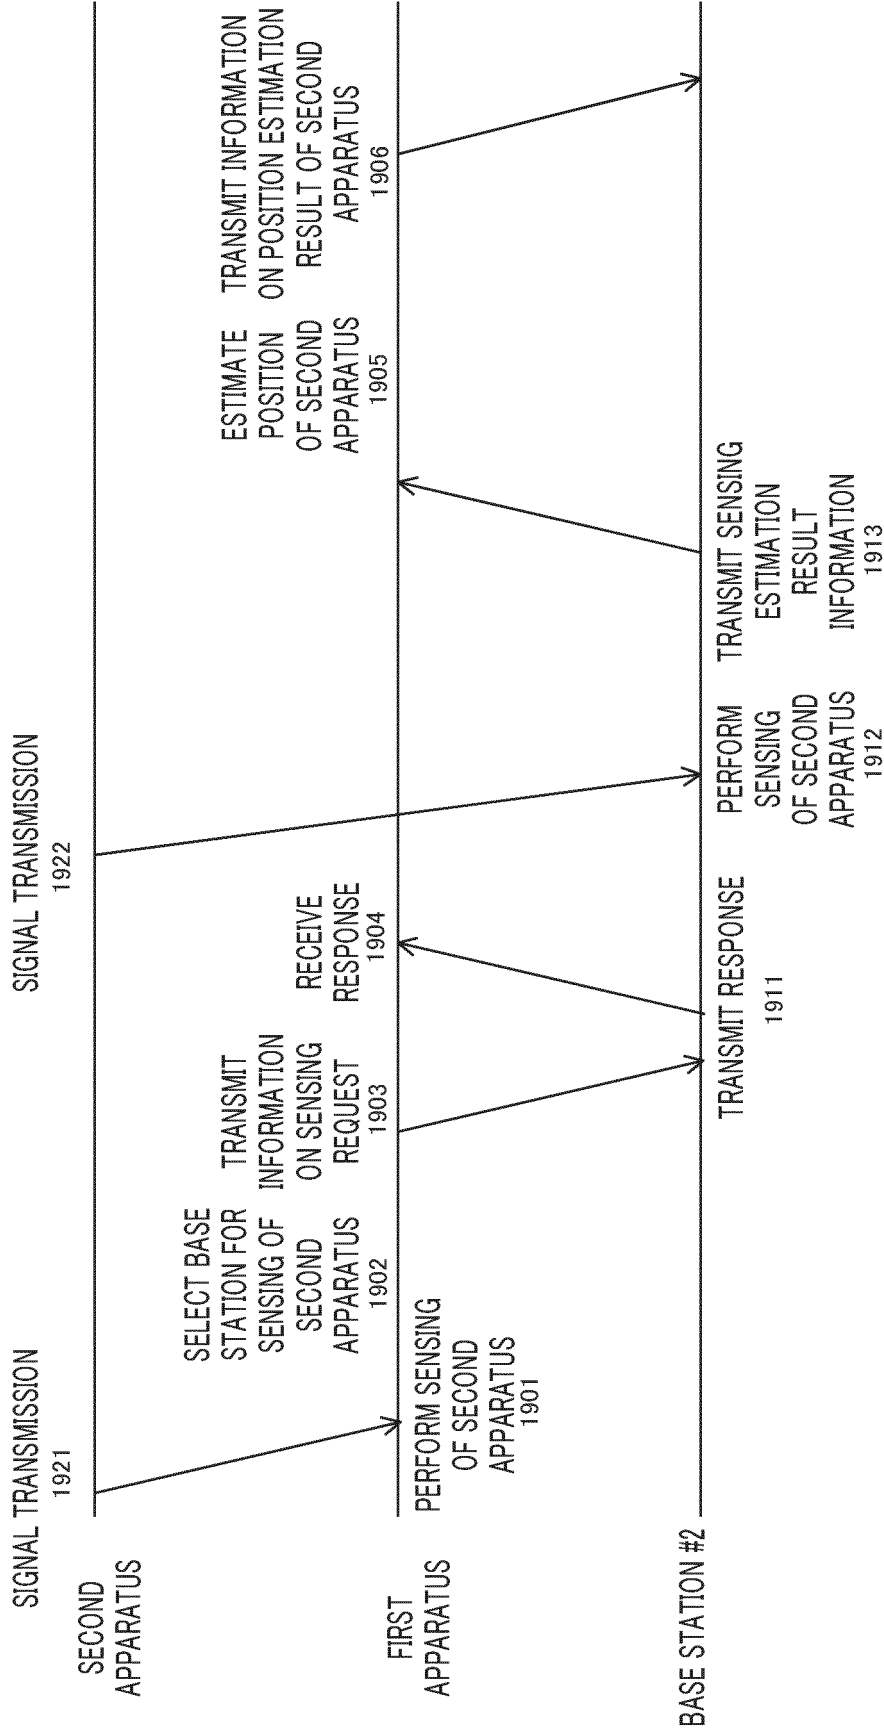 SIGNAL TRANSMISSION
1921
SIGNAL TRANSMISSION
1922
SECOND
APPARATUS
SELECT BASE
STATION FOR
SENSING OF
SECOND
APPARATUS
1902
TRANSMIT
INFORMATION
ON SENSING
REQUEST
1903
RECEIVE
RESPONSE
1904
ESTIMATE
POSITION
OF SECOND
APPARATUS
1905
TRANSMIT INFORMATION
ON POSITION ESTIMATION
RESULT OF SECOND
APPARATUS
1906
FIRST
APPARATUS
PERFORM SENSING
OF SECOND
APPARATUS
1901
BASE STATION #2
TRANSMIT RESPONSE
1911
PERFORM
SENSING
OF SECOND
APPARATUS
1912
TRANSMIT SENSING
ESTIMATION
RESULT
INFORMATION
1913